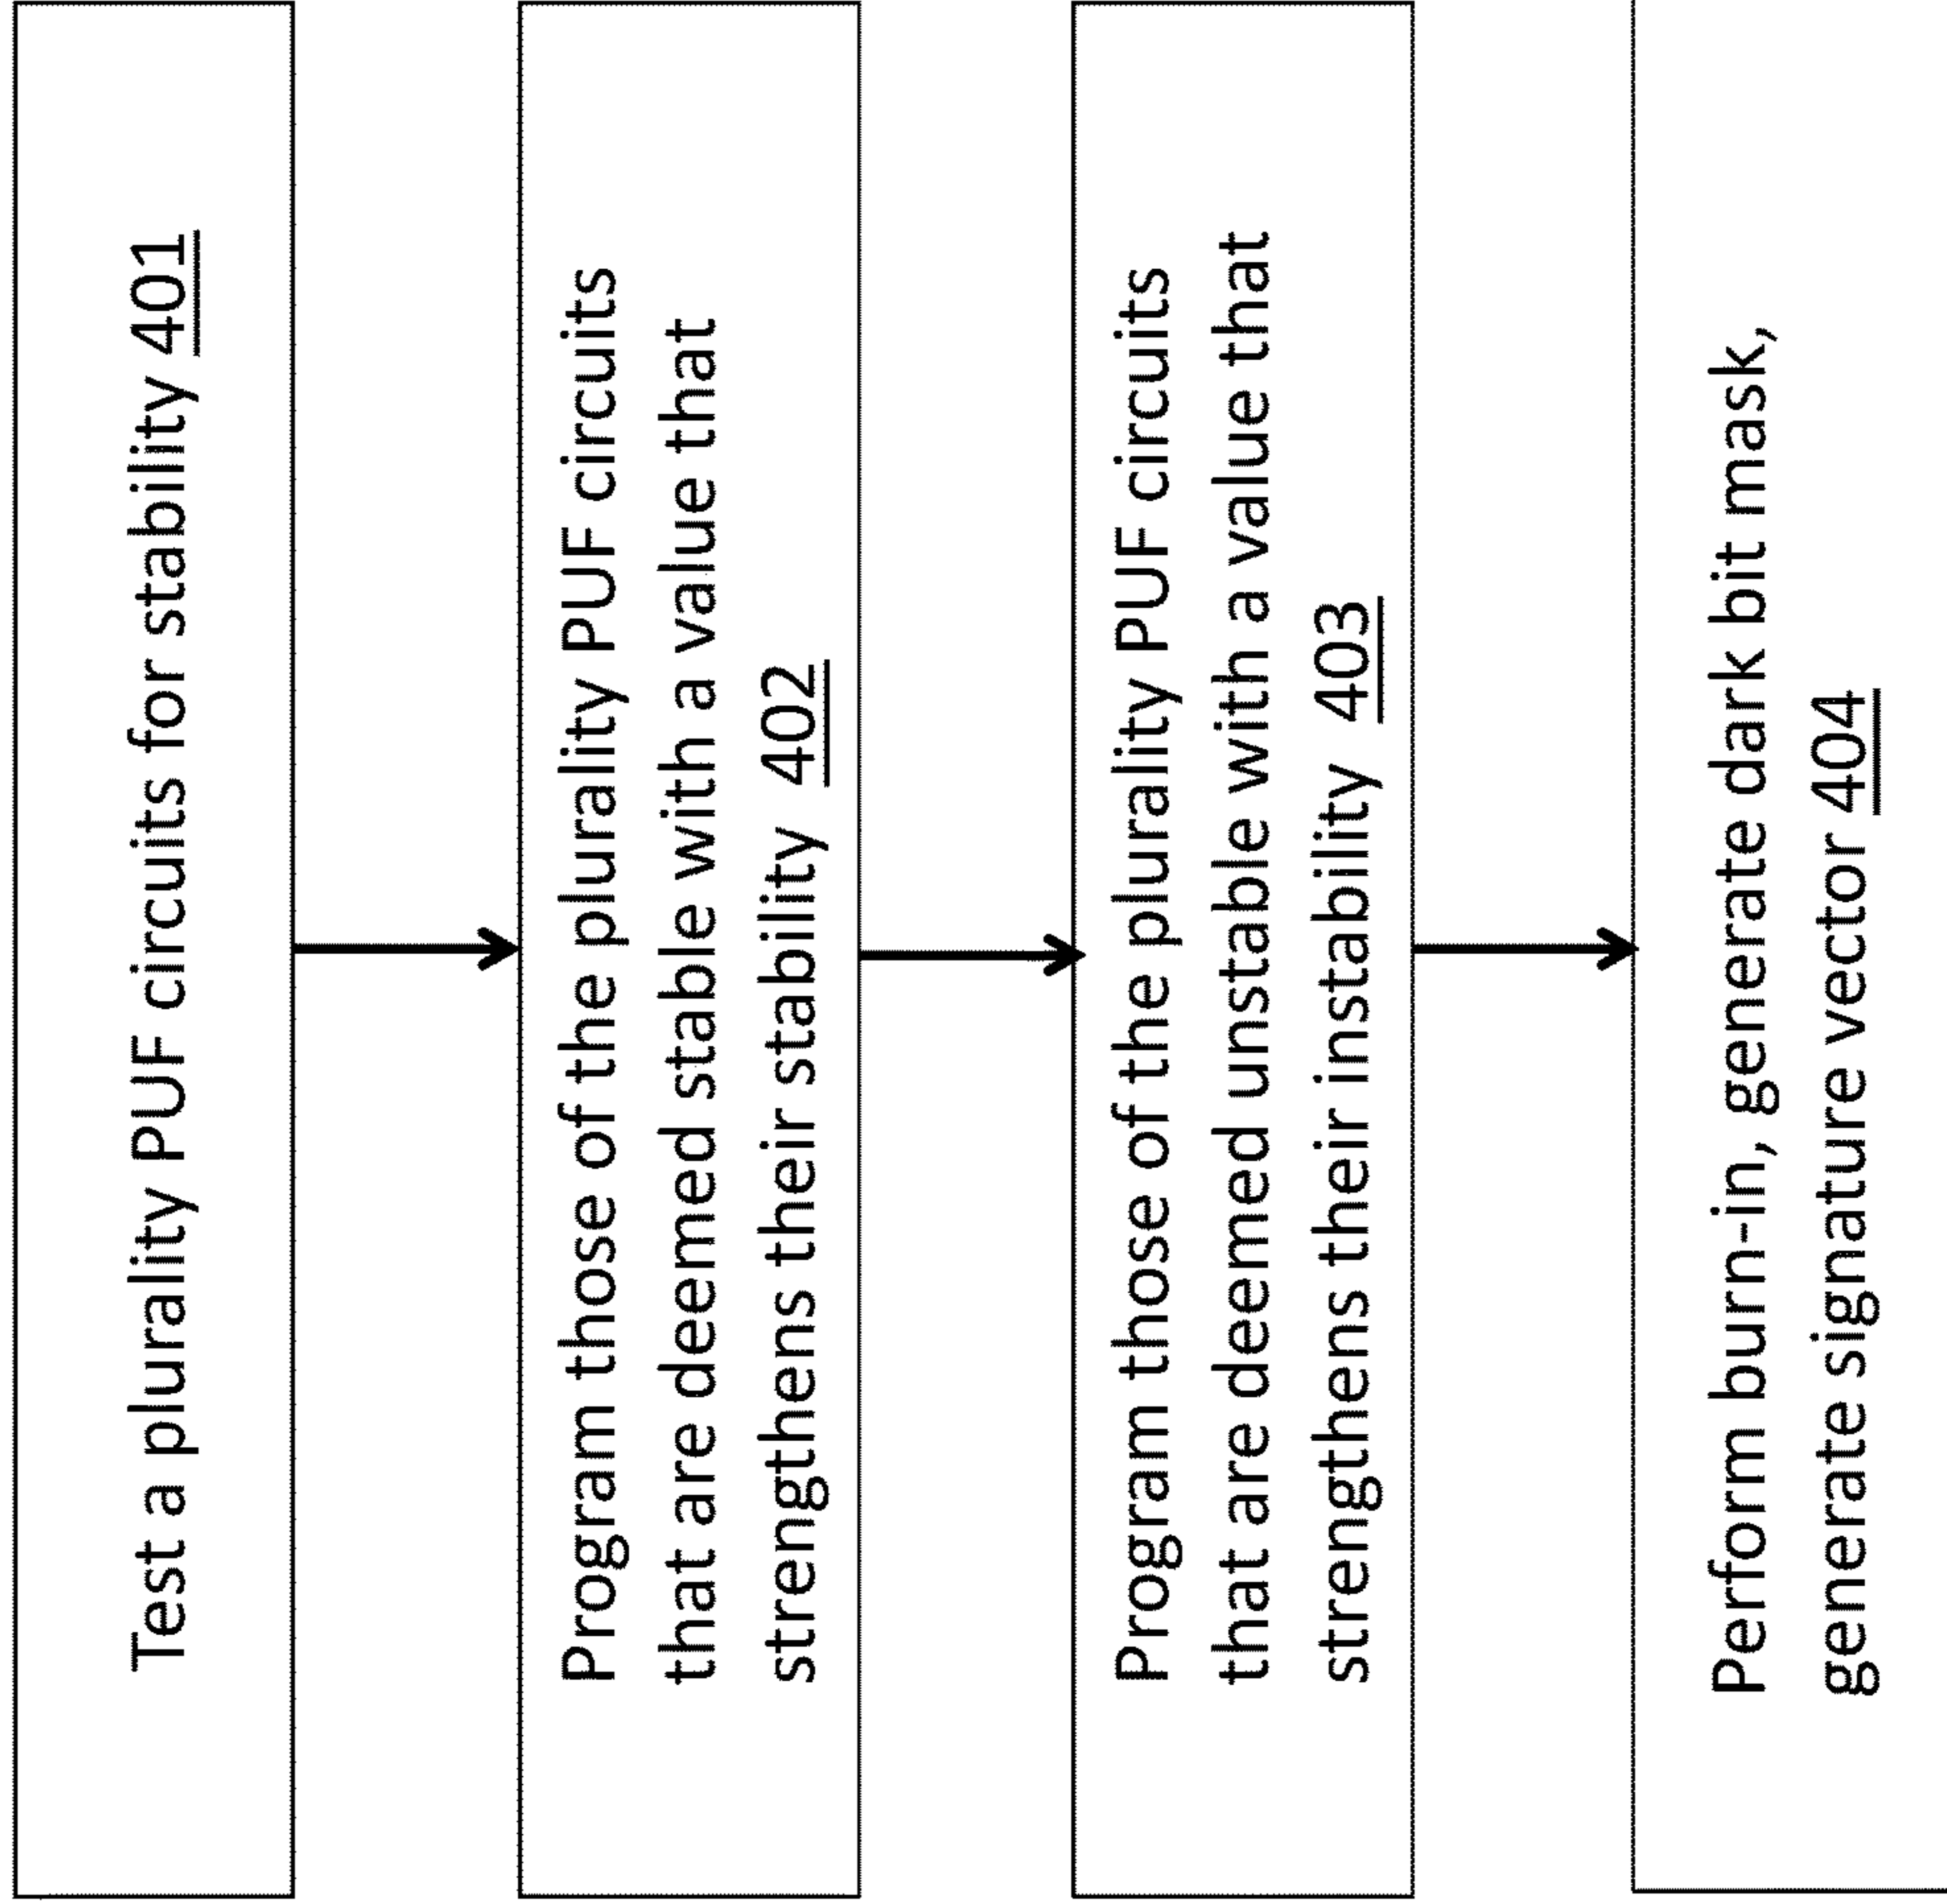 Test a plurality PUF circuits for stability 401
Program those of the plurality PUF circuits
that are deemed stable with a value that
strengthens their stability 402
Program those of the plurality PUF circuits
that are deemed unstable with a value that
strengthens their instability 403
Perform burn-in, generate dark bit mask,
generate signature vector 404